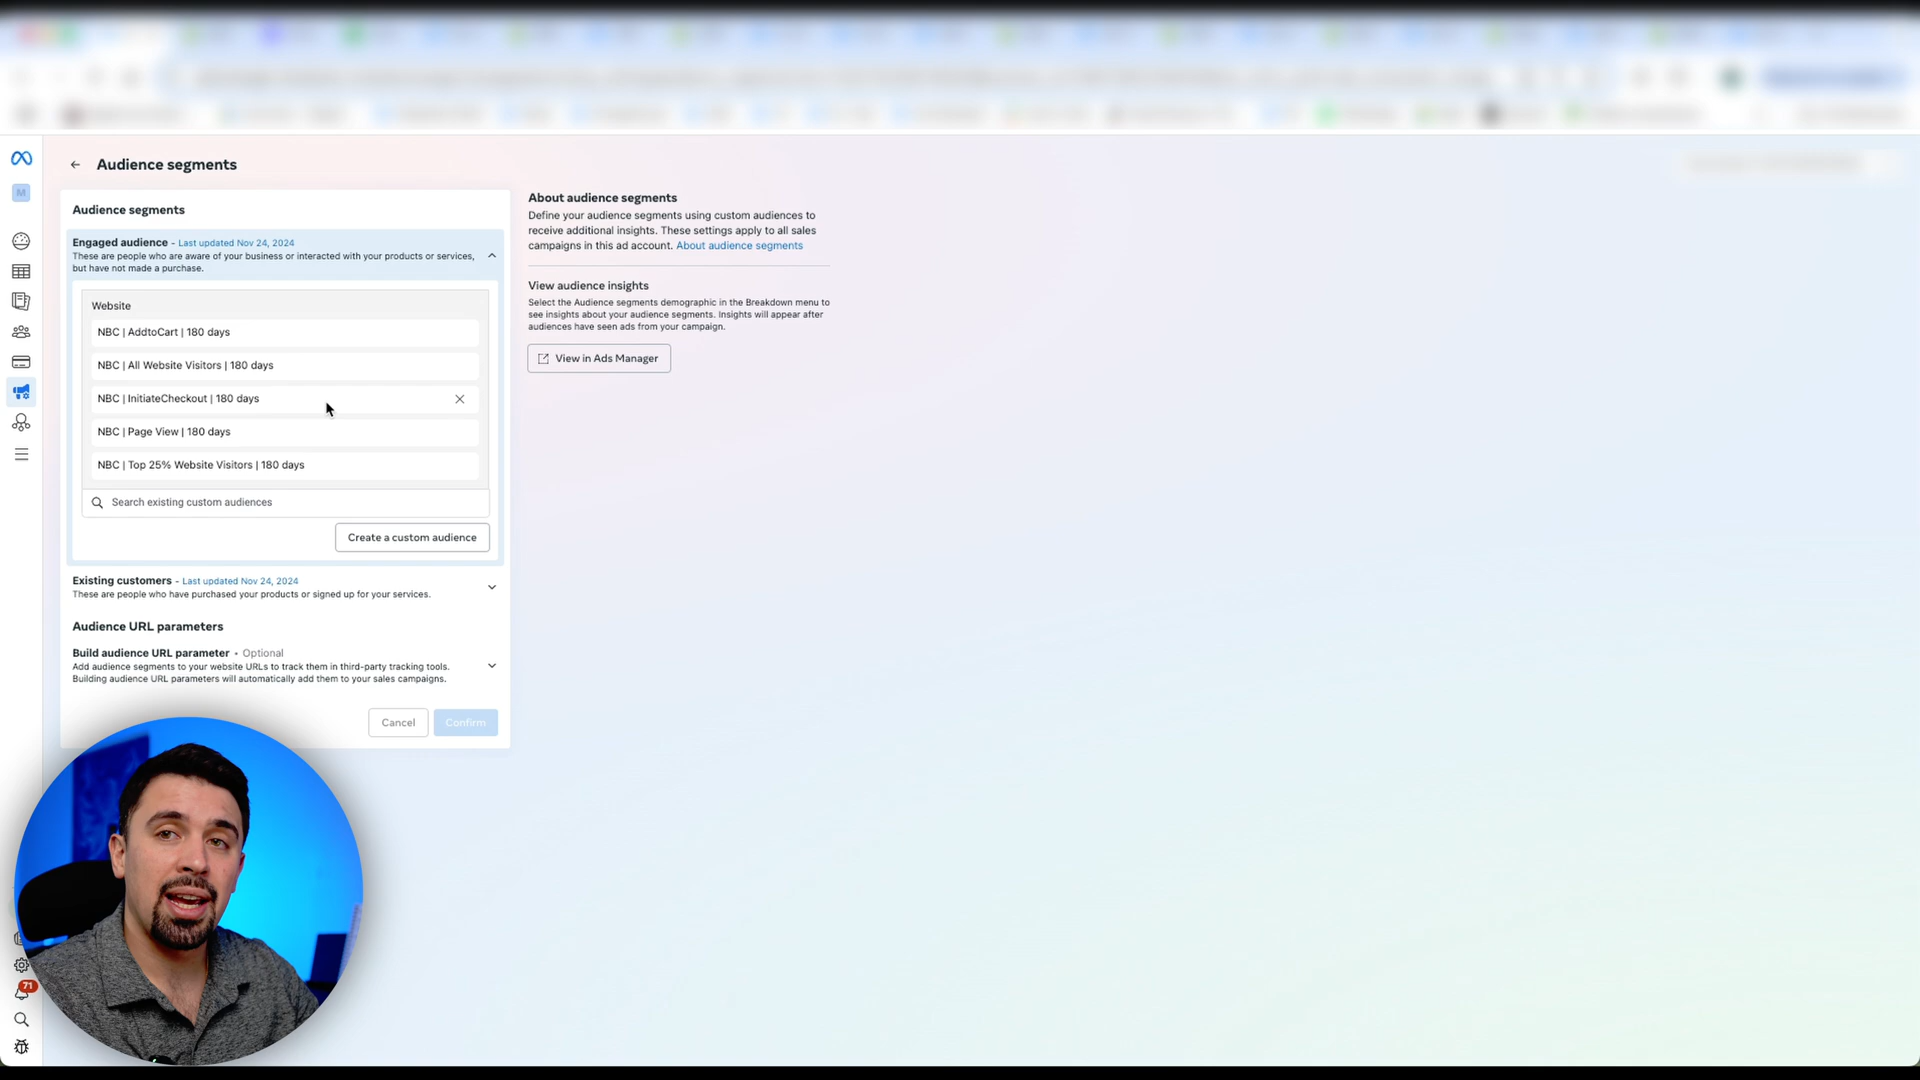 Audience segments
M
Audience segments
Engaged audience - Last updated Nov 24, 2024
These are people who are aware of your business or interacted with your products or services,
but have not made a purchase.
Website
NBC | AddtoCart | 180 days
NBC | All Website Visitors | 180 days
NBC | InitiateCheckout | 180 days
NBC | Page View | 180 days
NBC | Top 25% Website Visitors | 180 days
Search existing custom audiences
Create a custom audience
Existing customers - Last updated Nov 24, 2024
These are people who have purchased your products or signed up for your services.
Audience URL parameters
Build audience URL parameter • Optional
Add audience segments to your website URLs to track them in third-party tracking tools.
Building audience URL parameters will automatically add them to your sales campaigns.
Cancel
Confirm
About audience segments
Define your audience segments using custom audiences to
receive additional insights. These settings apply to all sales
campaigns in this ad account. About audience segments
View audience insights
Select the Audience segments demographic in the Breakdown menu to
see insights about your audience segments. Insights will appear after
audiences have seen ads from your campaign.
View in Ads Manager
71